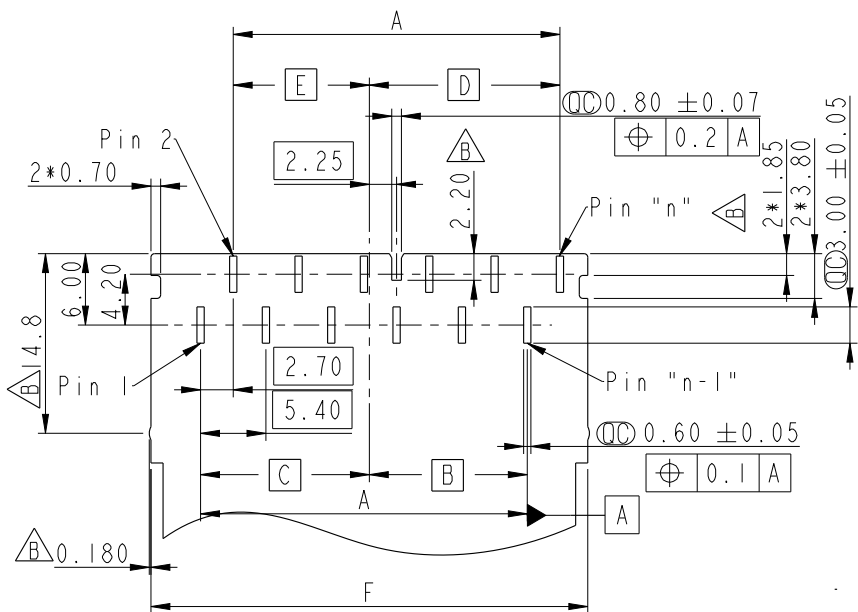 A
E
D
QC 0.80 ±0.07
⌖ 0.2 A
Pin 2
2.25
B
2*0.70
2.20
2*1.85
2*3.80
QC 3.00 ±0.05
Pin "n"
B
6.00
4.20
B 14.8
2.70
Pin 1
Pin "n-1"
5.40
QC 0.60 ±0.05
⌖ 0.1 A
C
B
A
A
B 0.180
F